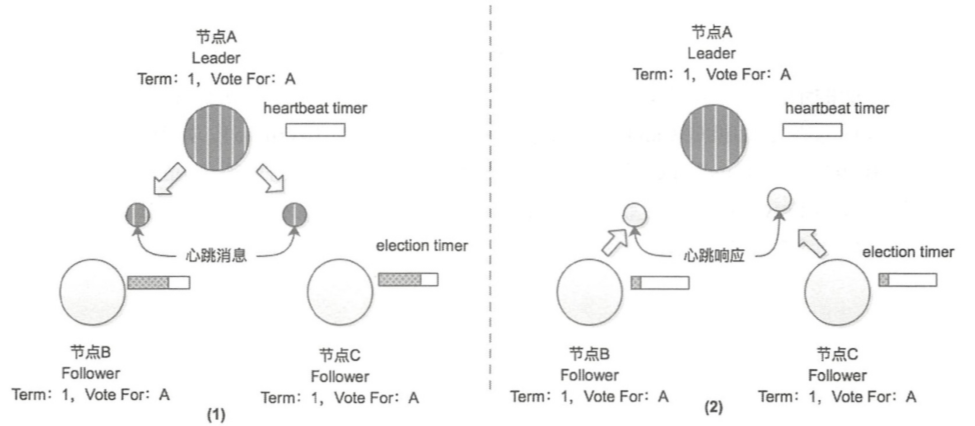 节点A
Leader
Term：1，Vote For：A
heartbeat timer
心跳消息
election timer
节点B
Follower
Term：1，Vote For：A
节点C
Follower
Term：1，Vote For：A
(1)
节点A
Leader
Term：1，Vote For：A
heartbeat timer
心跳响应
election timer
节点B
Follower
Term：1，Vote For：A
节点C
Follower
Term：1，Vote For：A
(2)